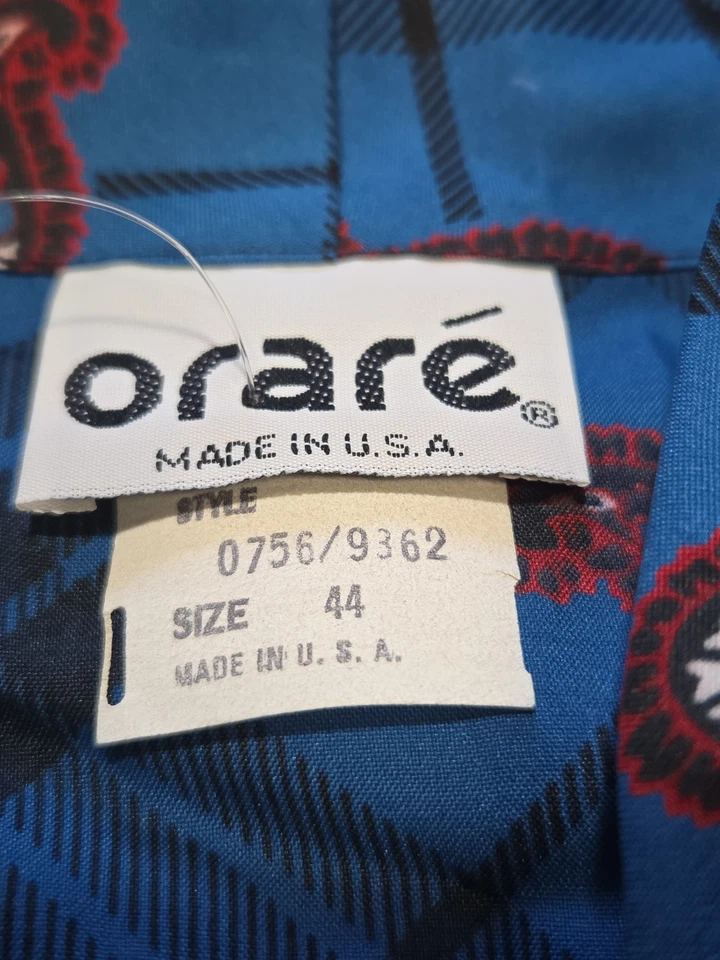 oraré®
MADE IN U.S.A.
STYLE
0756/9362
SIZE 44
MADE IN U. S. A.